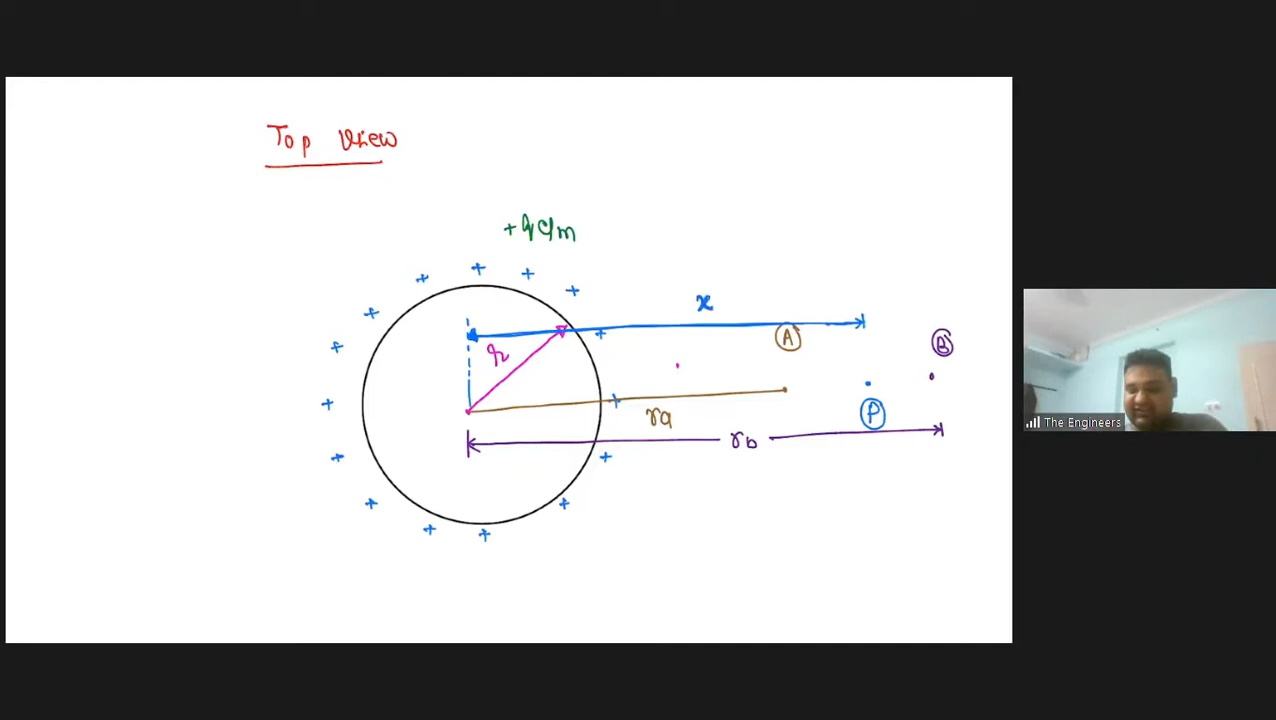 Top View
+q c/m
x
A
B
r
P
ra
rb
The Engineers